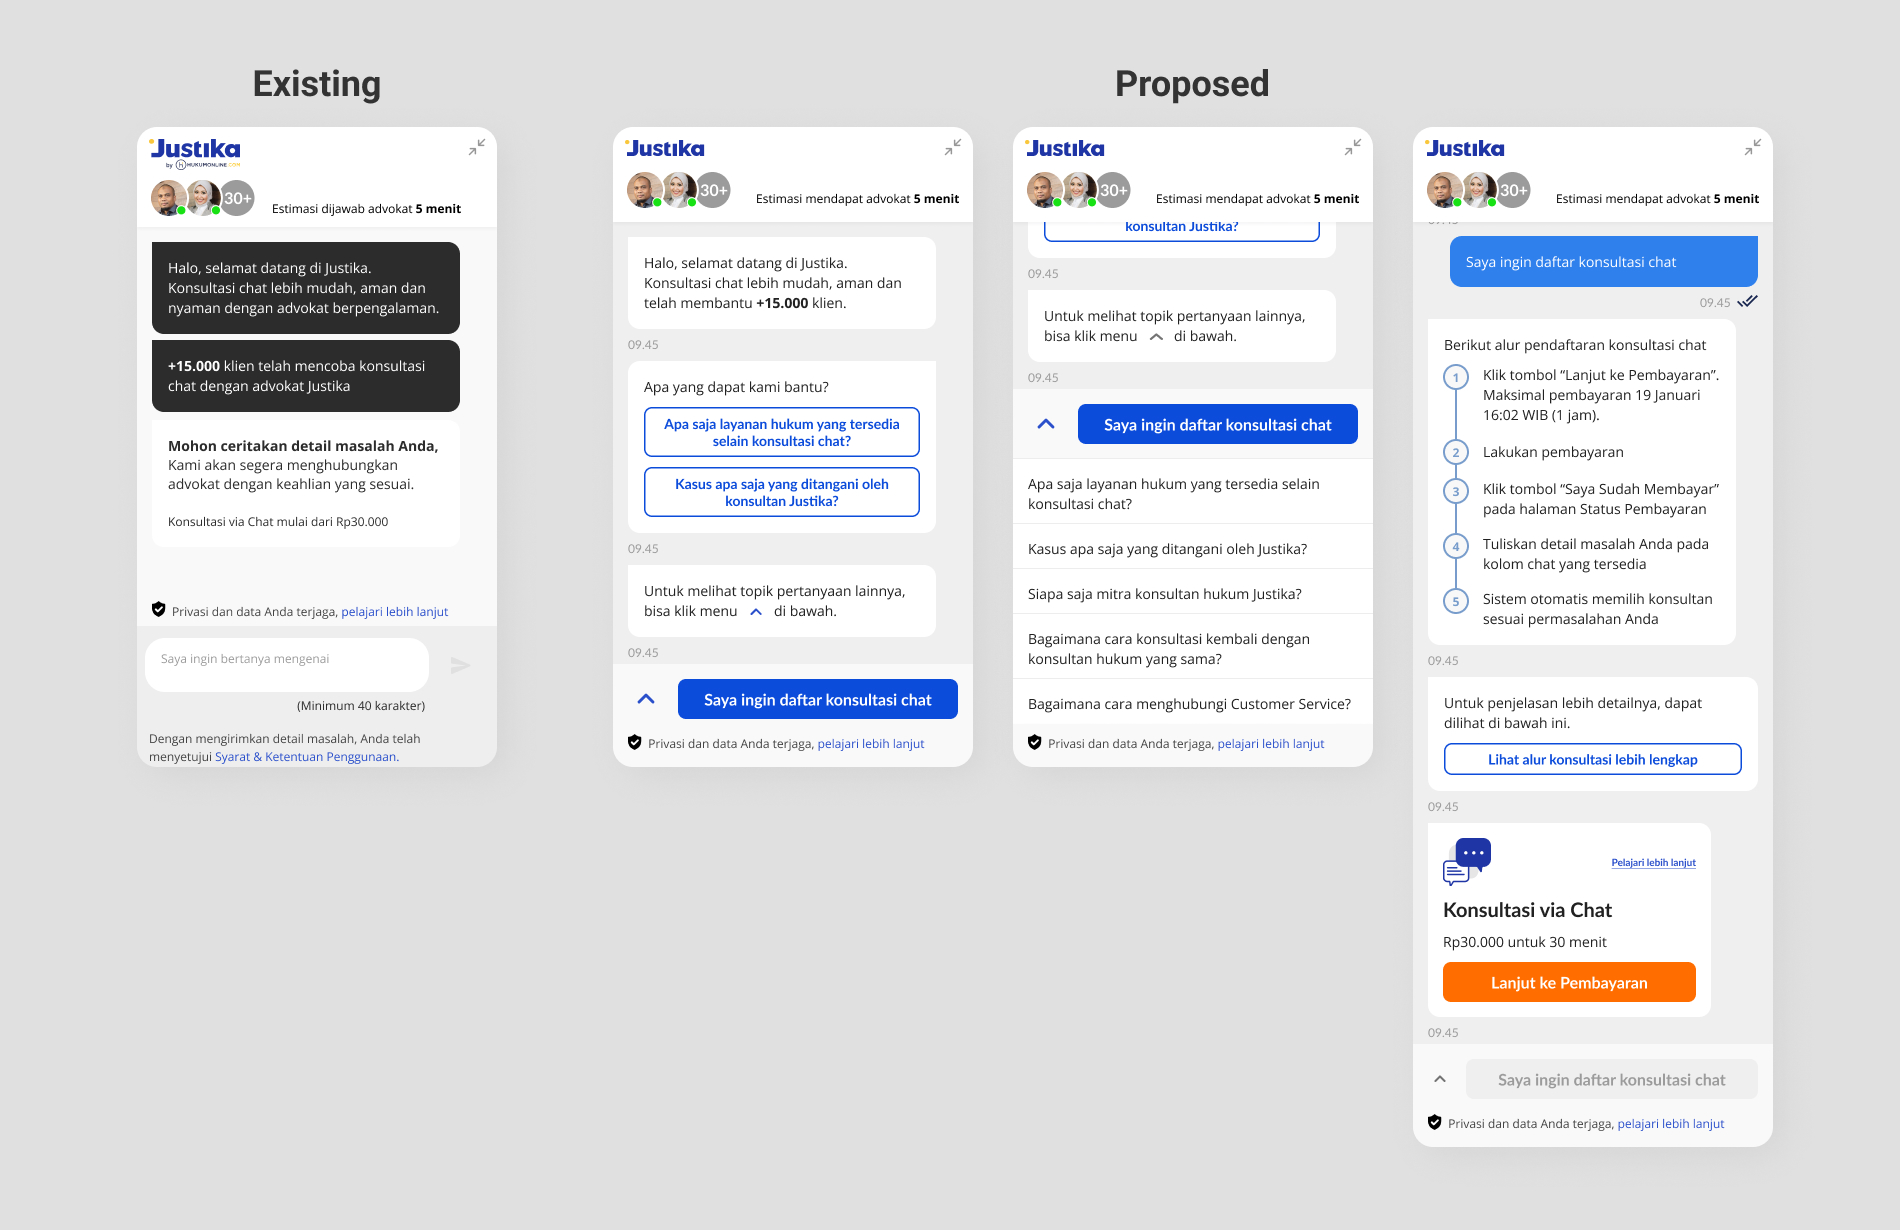 Existing
Justika
by HUKUMONLINE.COM
30+
Estimasi dijawab advokat 5 menit
Halo, selamat datang di Justika.
Konsultasi chat lebih mudah, aman dan
nyaman dengan advokat berpengalaman.
+15.000 klien telah mencoba konsultasi
chat dengan advokat Justika
Mohon ceritakan detail masalah Anda,
Kami akan segera menghubungkan
advokat dengan keahlian yang sesuai.
Konsultasi via Chat mulai dari Rp30.000
Privasi dan data Anda terjaga, pelajari lebih lanjut
Saya ingin bertanya mengenai
(Minimum 40 karakter)
Dengan mengirimkan detail masalah, Anda telah
menyetujui Syarat & Ketentuan Penggunaan.
Proposed
Justika
30+
Estimasi mendapat advokat 5 menit
Halo, selamat datang di Justika.
Konsultasi chat lebih mudah, aman dan
telah membantu +15.000 klien.
09.45
Apa yang dapat kami bantu?
Apa saja layanan hukum yang tersedia
selain konsultasi chat?
Kasus apa saja yang ditangani oleh
konsultan Justika?
09.45
Untuk melihat topik pertanyaan lainnya,
bisa klik menu di bawah.
09.45
Saya ingin daftar konsultasi chat
Privasi dan data Anda terjaga, pelajari lebih lanjut
Justika
30+
Estimasi mendapat advokat 5 menit
konsultan Justika?
09.45
Untuk melihat topik pertanyaan lainnya,
bisa klik menu di bawah.
09.45
Saya ingin daftar konsultasi chat
Apa saja layanan hukum yang tersedia selain
konsultasi chat?
Kasus apa saja yang ditangani oleh Justika?
Siapa saja mitra konsultan hukum Justika?
Bagaimana cara konsultasi kembali dengan
konsultan hukum yang sama?
Bagaimana cara menghubungi Customer Service?
Privasi dan data Anda terjaga, pelajari lebih lanjut
Justika
30+
Estimasi mendapat advokat 5 menit
09.45
Saya ingin daftar konsultasi chat
09.45
Berikut alur pendaftaran konsultasi chat
1 Klik tombol “Lanjut ke Pembayaran”.
Maksimal pembayaran 19 Januari
16:02 WIB (1 jam).
2 Lakukan pembayaran
3 Klik tombol “Saya Sudah Membayar”
pada halaman Status Pembayaran
4 Tuliskan detail masalah Anda pada
kolom chat yang tersedia
5 Sistem otomatis memilih konsultan
sesuai permasalahan Anda
09.45
Untuk penjelasan lebih detailnya, dapat
dilihat di bawah ini.
Lihat alur konsultasi lebih lengkap
09.45
Pelajari lebih lanjut
Konsultasi via Chat
Rp30.000 untuk 30 menit
Lanjut ke Pembayaran
09.45
Saya ingin daftar konsultasi chat
Privasi dan data Anda terjaga, pelajari lebih lanjut